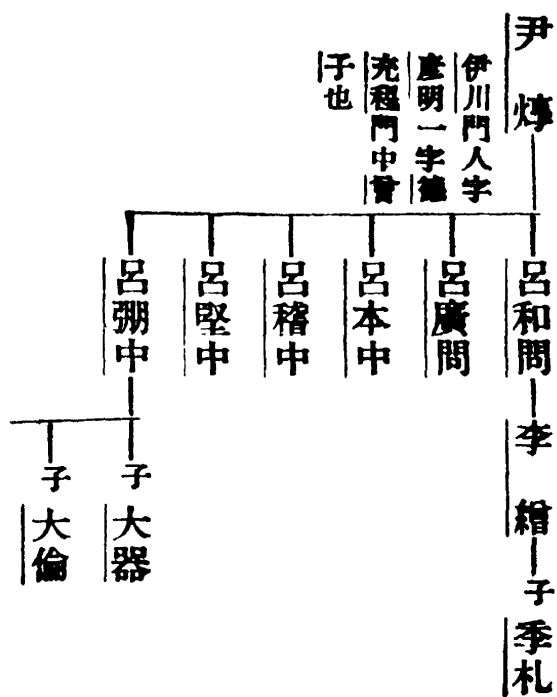 尹焞
伊川門人字
彥明一字德
充程門中曾
子也
呂和問
呂廣問
呂本中
呂稽中
呂堅中
呂弸中
李繒
子季札
子大器
子大倫